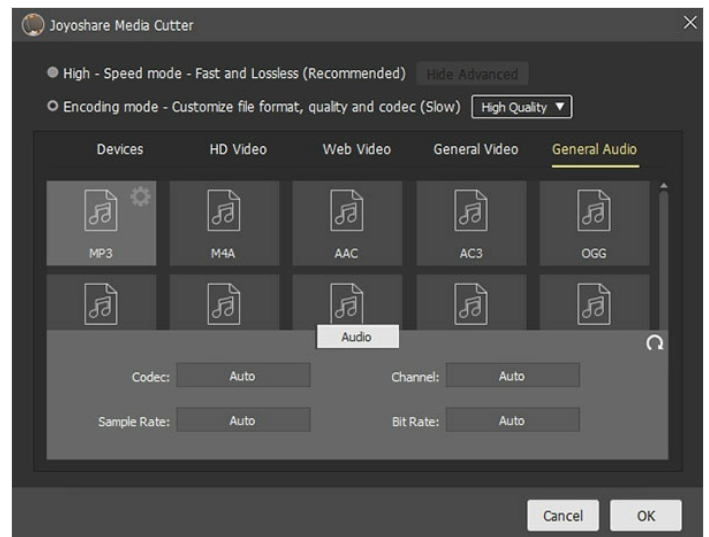 Joyoshare Media Cutter
High - Speed mode - Fast and Lossless (Recommended) Hide Advanced
Encoding mode - Customize file format, quality and codec (Slow) High Quality ▼
Devices HD Video Web Video General Video General Audio
MP3 M4A AAC AC3 OGG
Audio
Codec: Auto Channel: Auto
Sample Rate: Auto Bit Rate: Auto
Cancel OK